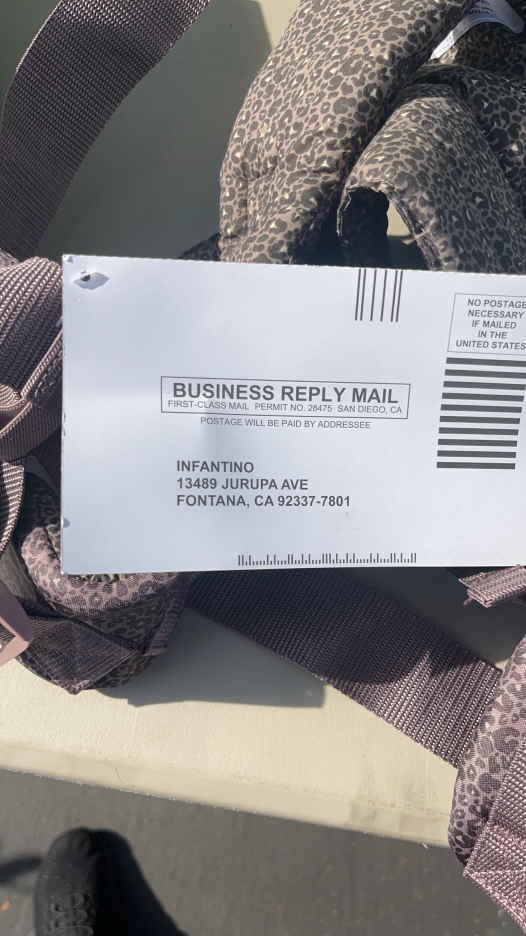 NO POSTAGE
NECESSARY
IF MAILED
IN THE
UNITED STATES
BUSINESS REPLY MAIL
FIRST-CLASS MAIL PERMIT NO. 28475 SAN DIEGO, CA
POSTAGE WILL BE PAID BY ADDRESSEE
INFANTINO
13489 JURUPA AVE
FONTANA, CA 92337-7801